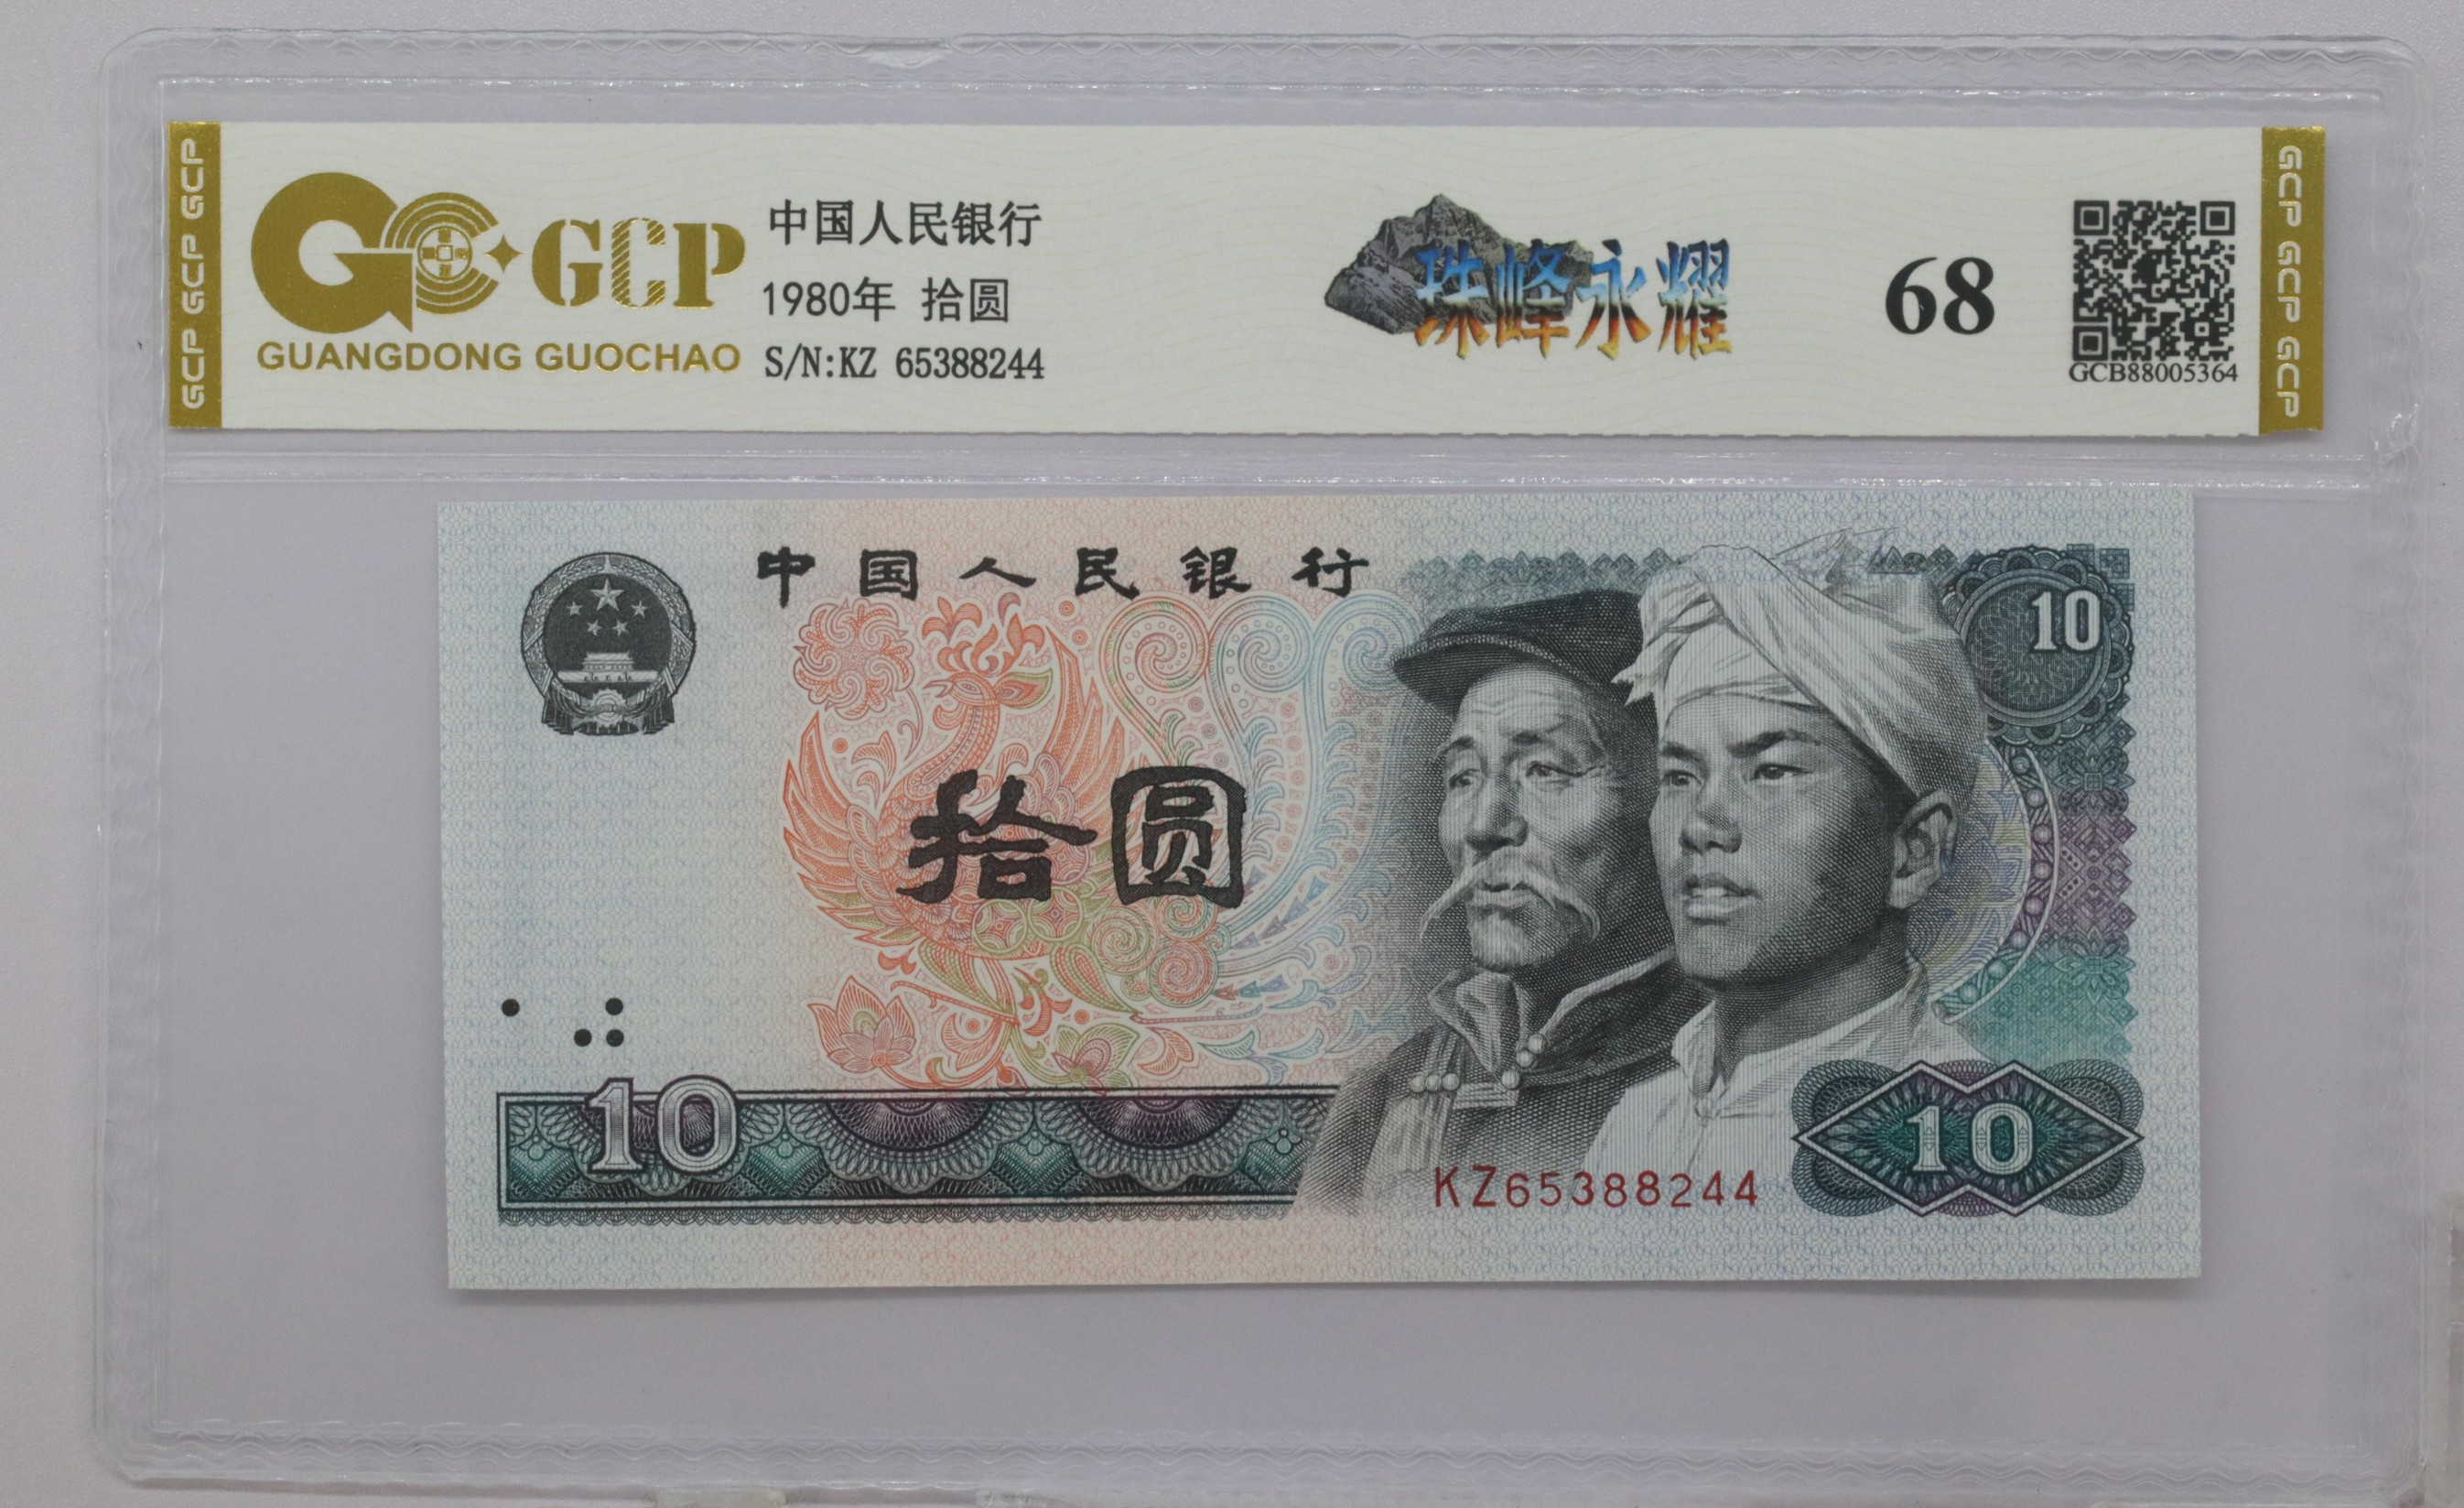 GCP GCP GCP
GCP
GUANGDONG GUOCHAO
中国人民银行
1980年 拾圆
S/N:KZ 65388244
珠峰永耀
68
GCB88005364
GCP GCP GCP
中国人民银行
10
拾圆
10
10
KZ65388244